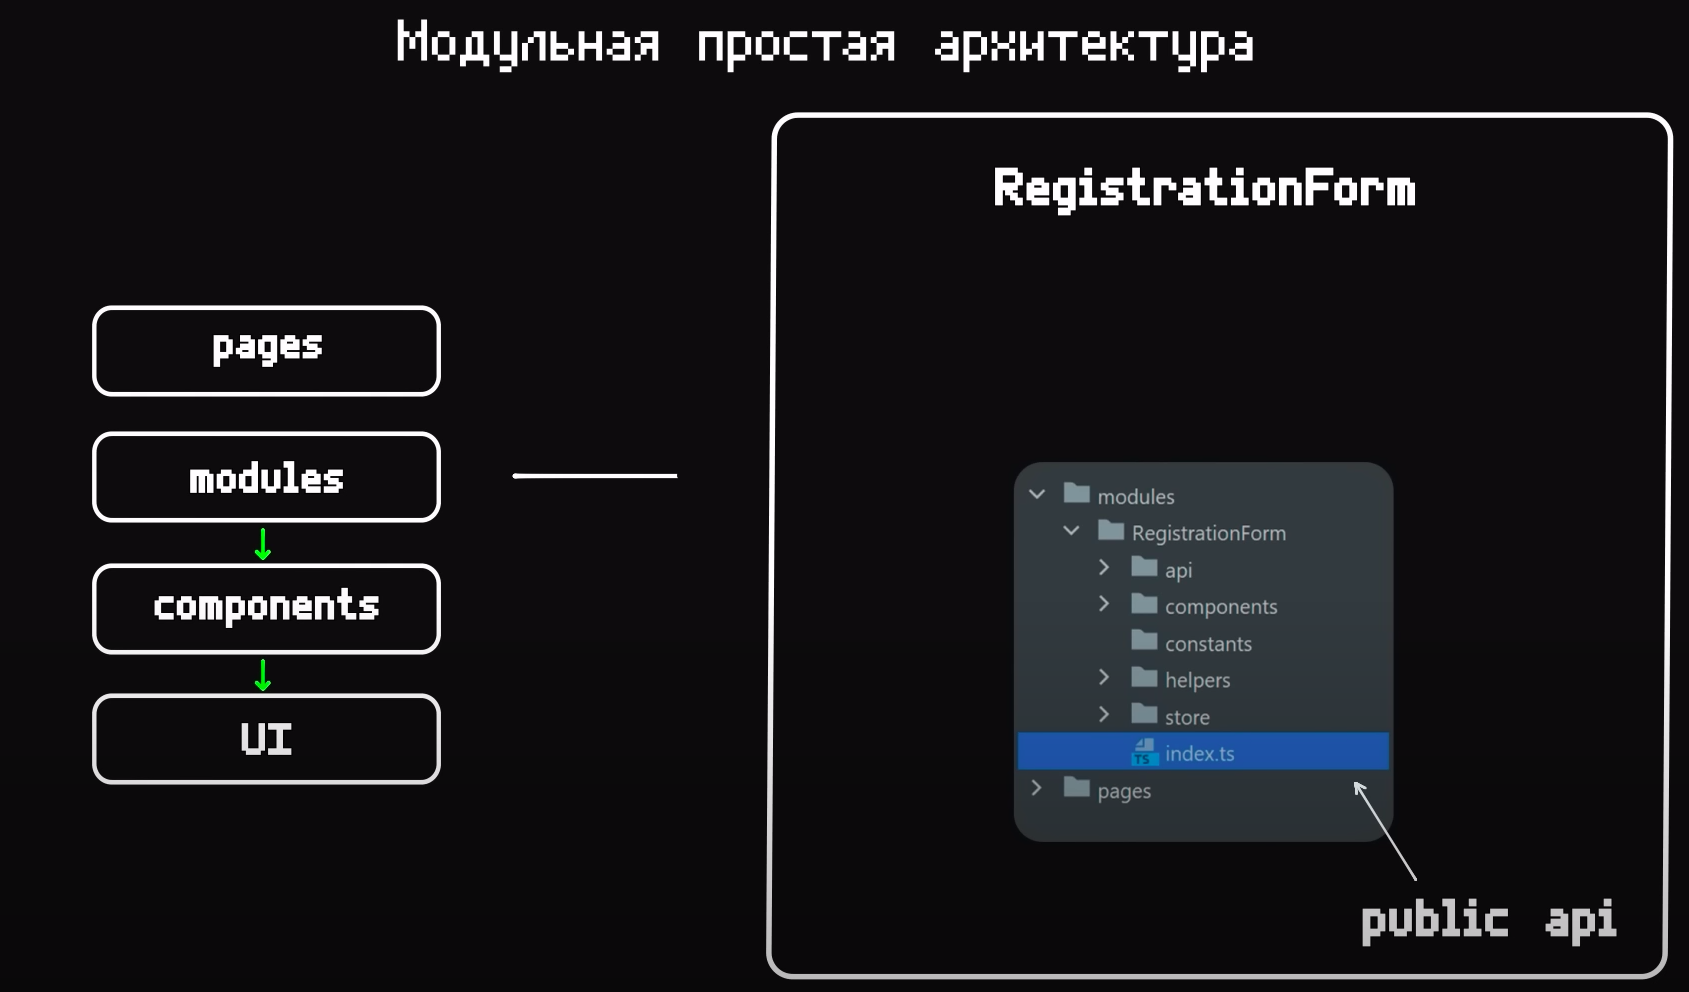 Модульная простая архитектура
RegistrationForm
pages
modules
components
UI
modules
RegistrationForm
api
components
constants
helpers
store
TS index.ts
pages
public api